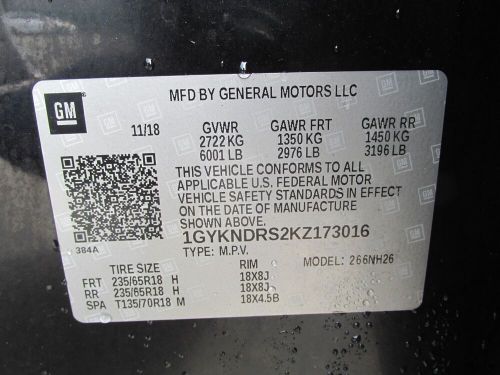 GM
MFD BY GENERAL MOTORS LLC
11/18 GVWR GAWR FRT GAWR RR
2722 KG 1350 KG 1450 KG
6001 LB 2976 LB 3196 LB
THIS VEHICLE CONFORMS TO ALL
APPLICABLE U.S. FEDERAL MOTOR
VEHICLE SAFETY STANDARDS IN EFFECT
ON THE DATE OF MANUFACTURE
SHOWN ABOVE.
1GYKNDRS2KZ173016
384A TYPE: M.P.V. MODEL: 266NH26
TIRE SIZE RIM
FRT 235/65R18 H 18X8J
RR 235/65R18 H 18X8J
SPA T135/70R18 M 18X4.5B